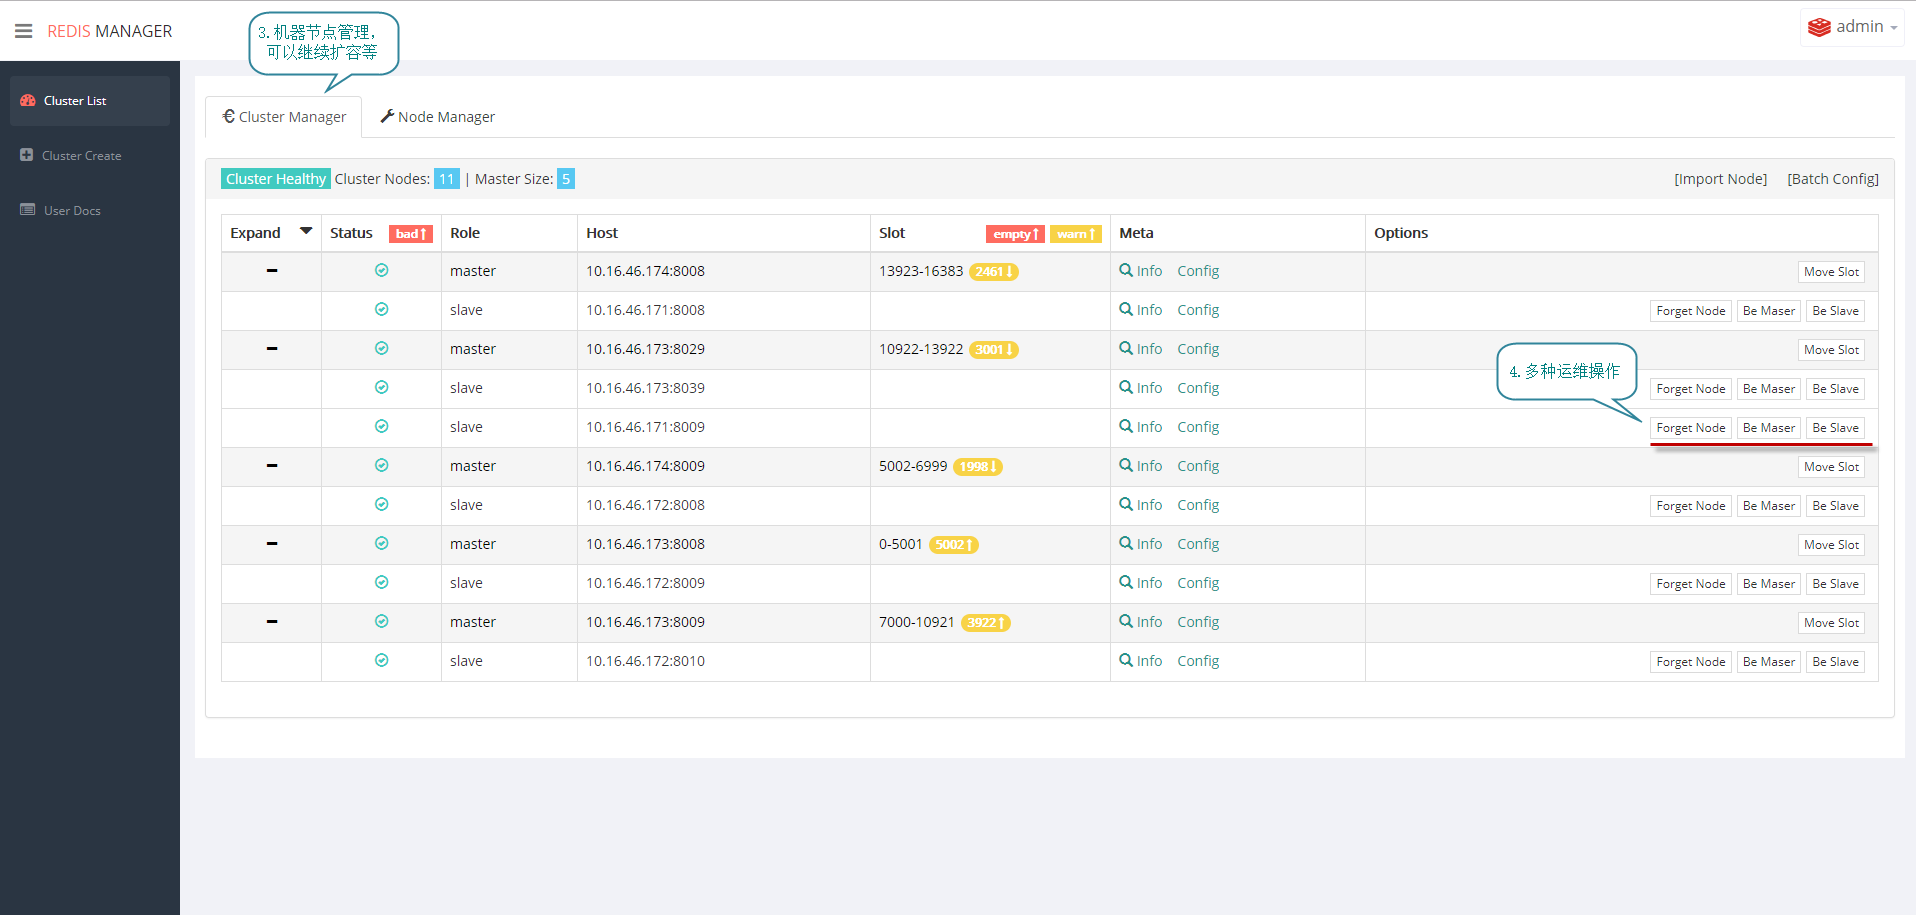 REDIS MANAGER
3. 机器节点管理，
可以继续扩容等
admin
Cluster List
Cluster Create
User Docs
Cluster Manager Node Manager
Cluster Healthy Cluster Nodes: 11 | Master Size: 5 [Import Node] [Batch Config]
Expand Status bad↑ Role Host Slot empty↑ warn↑ Meta Options
master 10.16.46.174:8008 13923-16383 2461↓ Info Config Move Slot
slave 10.16.46.171:8008 Info Config Forget Node Be Maser Be Slave
master 10.16.46.173:8029 10922-13922 3001↓ Info Config Move Slot
4. 多种运维操作
slave 10.16.46.173:8039 Info Config Forget Node Be Maser Be Slave
slave 10.16.46.171:8009 Info Config Forget Node Be Maser Be Slave
master 10.16.46.174:8009 5002-6999 1998↓ Info Config Move Slot
slave 10.16.46.172:8008 Info Config Forget Node Be Maser Be Slave
master 10.16.46.173:8008 0-5001 5002↑ Info Config Move Slot
slave 10.16.46.172:8009 Info Config Forget Node Be Maser Be Slave
master 10.16.46.173:8009 7000-10921 3922↑ Info Config Move Slot
slave 10.16.46.172:8010 Info Config Forget Node Be Maser Be Slave